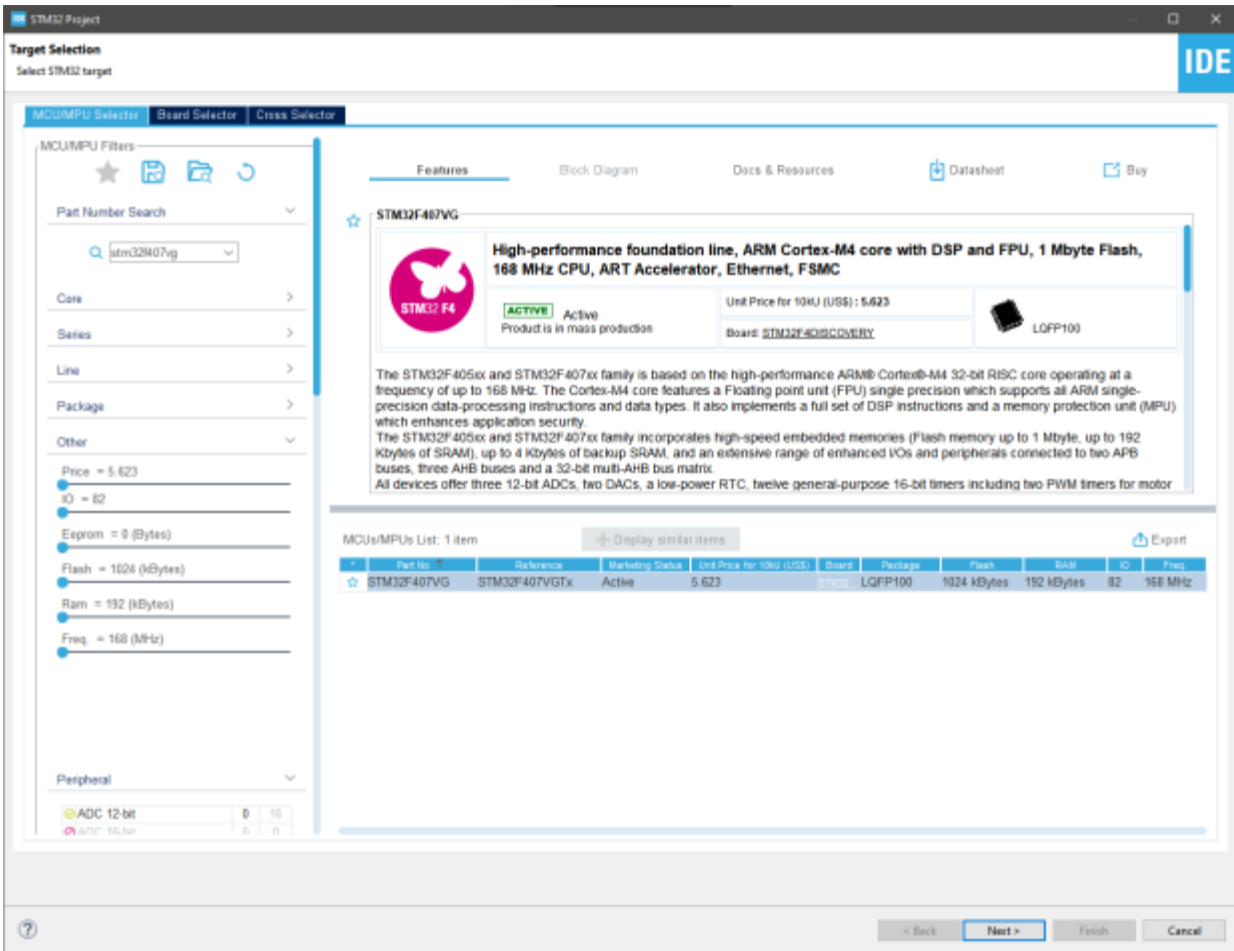 IDE STM32 Project
Target Selection
Select STM32 target
IDE
MCU/MPU Selector Board Selector Cross Selector
MCU/MPU Filters
Part Number Search
stm32f407vg
Core
Series
Line
Package
Other
Price = 5.623
IO = 82
Eeprom = 0 (Bytes)
Flash = 1024 (kBytes)
Ram = 192 (kBytes)
Freq. = 168 (MHz)
Peripheral
ADC 12-bit 0 16
ADC 16-bit 0 0
Features Block Diagram Docs & Resources Datasheet Buy
STM32F407VG
STM32 F4
High-performance foundation line, ARM Cortex-M4 core with DSP and FPU, 1 Mbyte Flash,
168 MHz CPU, ART Accelerator, Ethernet, FSMC
ACTIVE Active
Product is in mass production
Unit Price for 10kU (US$) : 5.623
Board: STM32F4DISCOVERY
LQFP100
The STM32F405xx and STM32F407xx family is based on the high-performance ARM® Cortex®-M4 32-bit RISC core operating at a
frequency of up to 168 MHz. The Cortex-M4 core features a Floating point unit (FPU) single precision which supports all ARM single-
precision data-processing instructions and data types. It also implements a full set of DSP instructions and a memory protection unit (MPU)
which enhances application security.
The STM32F405xx and STM32F407xx family incorporates high-speed embedded memories (Flash memory up to 1 Mbyte, up to 192
Kbytes of SRAM), up to 4 Kbytes of backup SRAM, and an extensive range of enhanced I/Os and peripherals connected to two APB
buses, three AHB buses and a 32-bit multi-AHB bus matrix.
All devices offer three 12-bit ADCs, two DACs, a low-power RTC, twelve general-purpose 16-bit timers including two PWM timers for motor
MCUs/MPUs List: 1 item
Display similar items
Export
* Part No Reference Marketing Status Unit Price for 10kU (US$) Board Package Flash RAM IO Freq.
STM32F407VG STM32F407VGTx Active 5.623 STM32... LQFP100 1024 kBytes 192 kBytes 82 168 MHz
? < Back Next > Finish Cancel